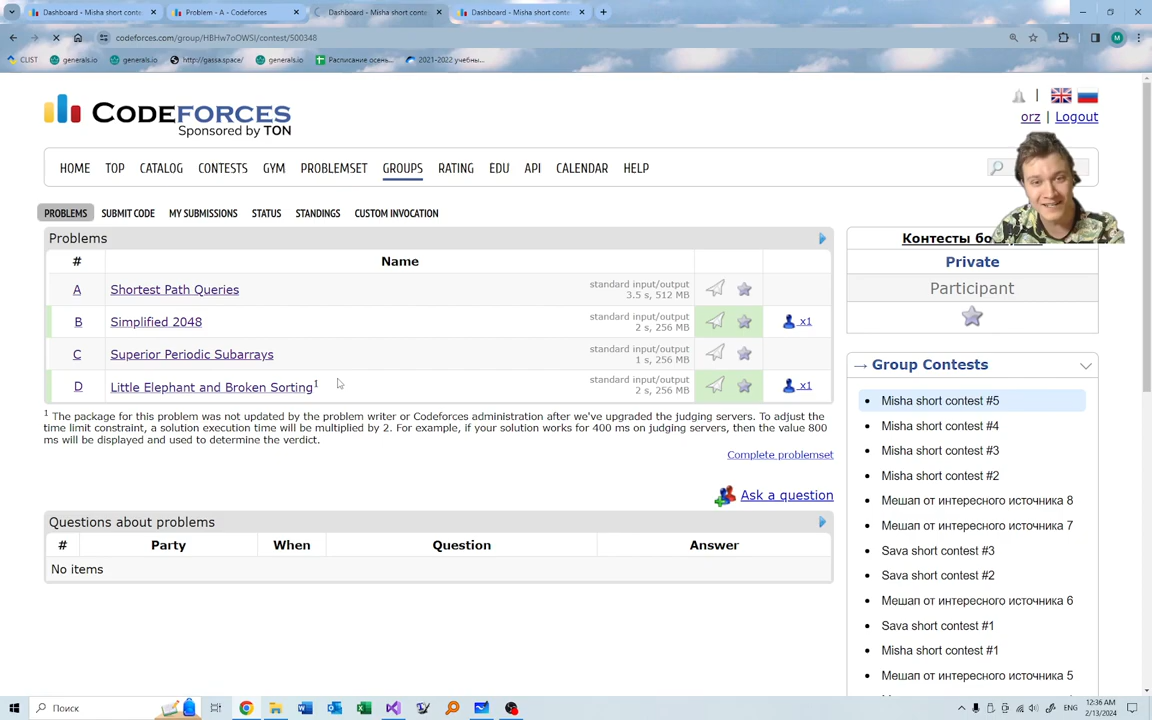 Dashboard - Misha short conte
Problem - A - Codeforces
Dashboard - Misha short conte
Dashboard - Misha short conte
codeforces.com/group/HBHw7oOWSI/contest/500348
CLIST
generals.io
generals.io
http://gassa.space/
generals.io
Расписание осень...
2021-2022 учебны...
CODEFORCES
Sponsored by TON
orz | Logout
HOME TOP CATALOG CONTESTS GYM PROBLEMSET GROUPS RATING EDU API CALENDAR HELP
PROBLEMS SUBMIT CODE MY SUBMISSIONS STATUS STANDINGS CUSTOM INVOCATION
Problems
# Name
A Shortest Path Queries standard input/output
3.5 s, 512 MB
B Simplified 2048 standard input/output x1
2 s, 256 MB
C Superior Periodic Subarrays standard input/output
1 s, 256 MB
D Little Elephant and Broken Sorting1 standard input/output x1
2 s, 256 MB
1 The package for this problem was not updated by the problem writer or Codeforces administration after we've upgraded the judging servers. To adjust the
time limit constraint, a solution execution time will be multiplied by 2. For example, if your solution works for 400 ms on judging servers, then the value 800
ms will be displayed and used to determine the verdict.
Complete problemset
Ask a question
Questions about problems
# Party When Question Answer
No items
Контесты бо
Private
Participant
→ Group Contests
Misha short contest #5
Misha short contest #4
Misha short contest #3
Misha short contest #2
Мешап от интересного источника 8
Мешап от интересного источника 7
Sava short contest #3
Sava short contest #2
Мешап от интересного источника 6
Sava short contest #1
Misha short contest #1
Мешап от интересного источника 5
Поиск
ENG
12:36 AM
2/13/2024